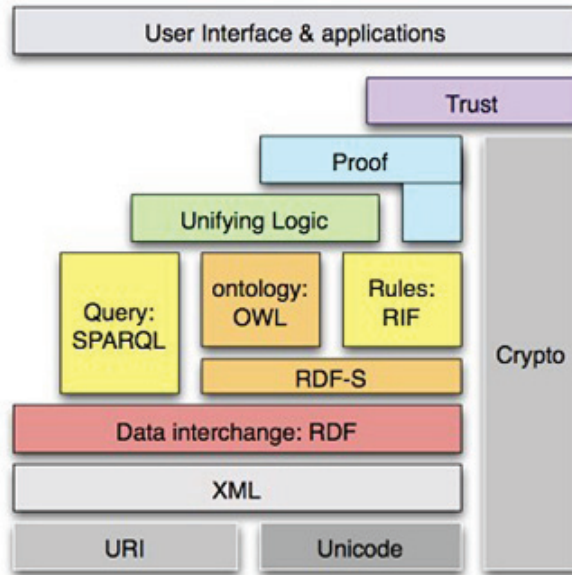 User Interface & applications
Trust
Proof
Unifying Logic
Query:
SPARQL
ontology:
OWL
Rules:
RIF
Crypto
RDF-S
Data interchange: RDF
XML
URI
Unicode